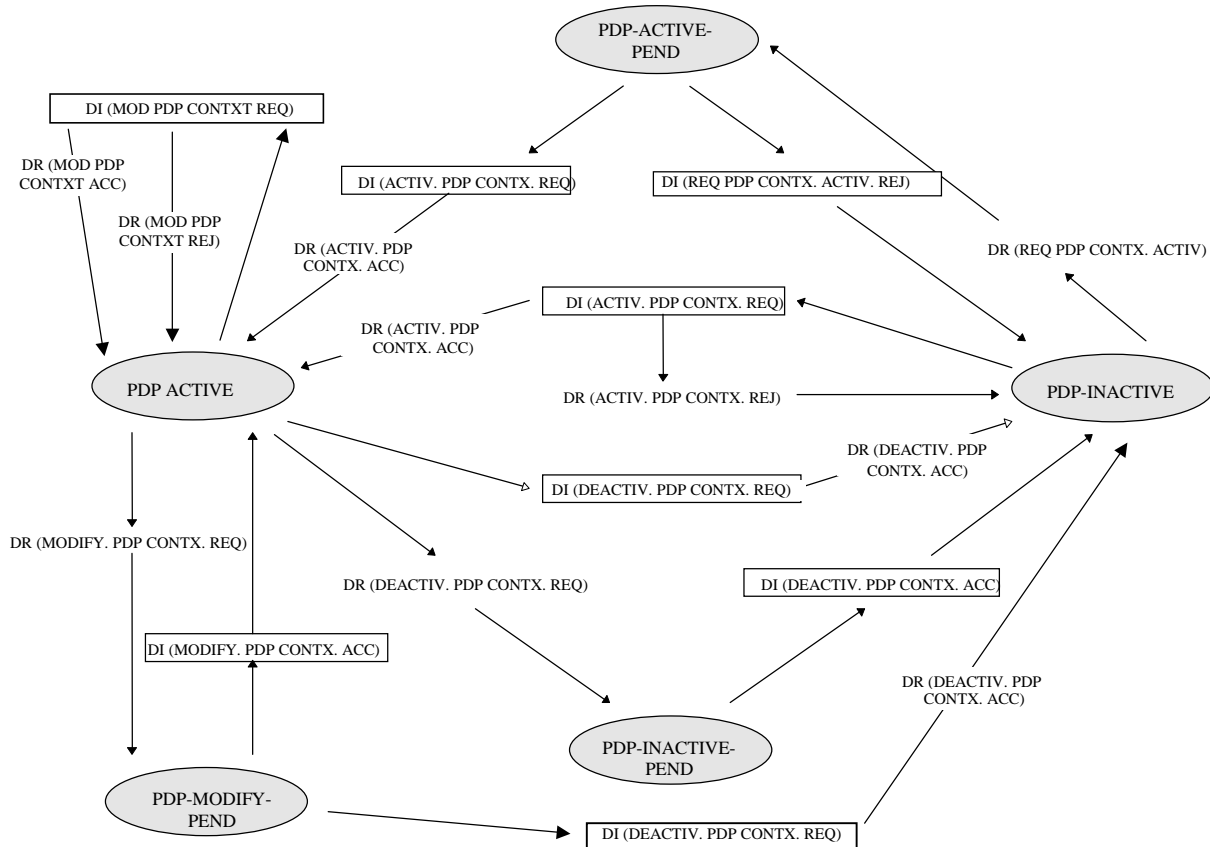 PDP-ACTIVE-
PEND
DI (MOD PDP CONTXT REQ)
DR (MOD PDP
CONTXT ACC)
DI (ACTIV. PDP CONTX. REQ)
DI (REQ PDP CONTX. ACTIV. REJ)
DR (MOD PDP
CONTXT REJ)
DR (ACTIV. PDP
CONTX. ACC)
DR (REQ PDP CONTX. ACTIV)
DI (ACTIV. PDP CONTX. REQ)
DR (ACTIV. PDP
CONTX. ACC)
PDP ACTIVE
DR (ACTIV. PDP CONTX. REJ)
PDP-INACTIVE
DR (DEACTIV. PDP
CONTX. ACC)
DI (DEACTIV. PDP CONTX. REQ)
DR (MODIFY. PDP CONTX. REQ)
DR (DEACTIV. PDP CONTX. REQ)
DI (DEACTIV. PDP CONTX. ACC)
DI (MODIFY. PDP CONTX. ACC)
DR (DEACTIV. PDP
CONTX. ACC)
PDP-INACTIVE-
PEND
PDP-MODIFY-
PEND
DI (DEACTIV. PDP CONTX. REQ)